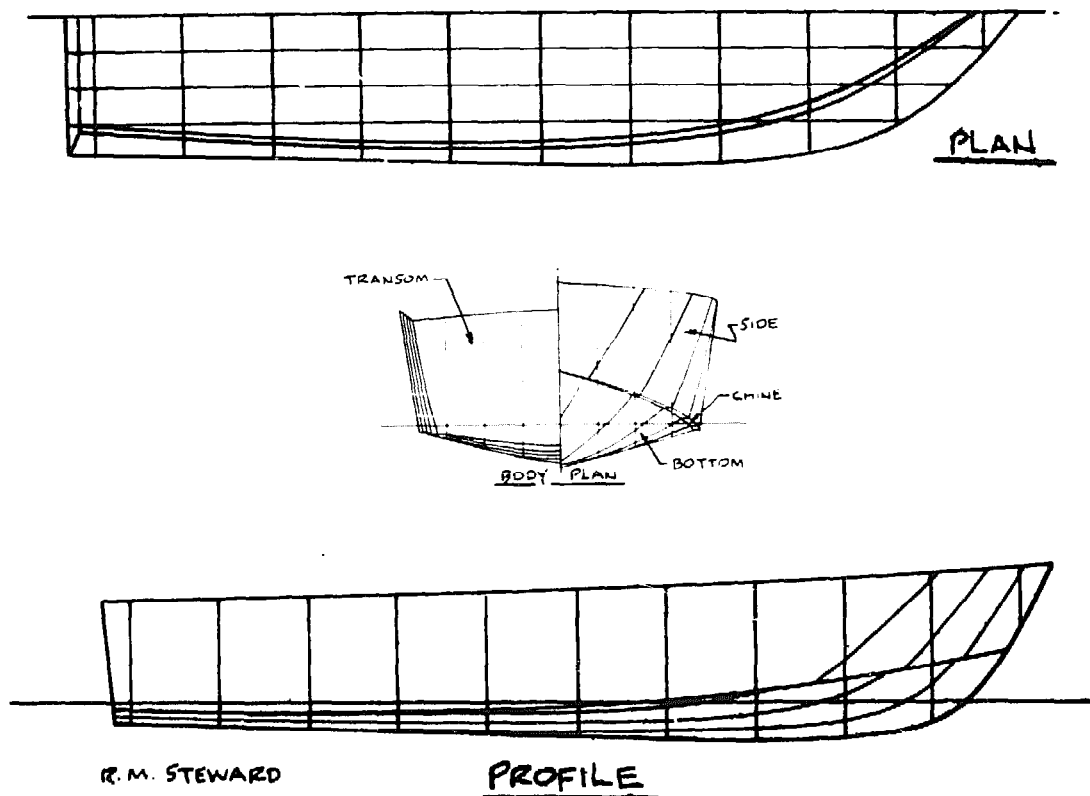 PLAN
TRANSOM
SIDE
CHINE
BOTTOM
BODY PLAN
R.M. STEWARD
PROFILE